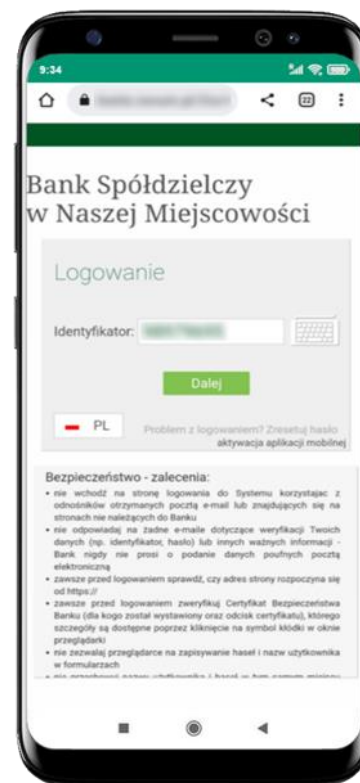 9:34
22
Bank Spółdzielczy
w Naszej Miejscowości
Logowanie
Identyfikator:
Dalej
PL
Problem z logowaniem? Zresetuj hasło
aktywacja aplikacji mobilnej
Bezpieczeństwo - zalecenia:
• nie wchodź na stronę logowania do Systemu korzystając z
odnośników otrzymanych pocztą e-mail lub znajdujących się na
stronach nie należących do Banku
• nie odpowiadaj na żadne e-maile dotyczące weryfikacji Twoich
danych (np. identyfikator, hasło) lub innych ważnych informacji -
Bank nigdy nie prosi o podanie danych poufnych pocztą
elektroniczną
• zawsze przed logowaniem sprawdź, czy adres strony rozpoczyna się
od https://
• zawsze przed logowaniem zweryfikuj Certyfikat Bezpieczeństwa
Banku (dla kogo został wystawiony oraz odcisk certyfikatu), którego
szczegóły są dostępne poprzez kliknięcie na symbol kłódki w oknie
przeglądarki
• nie zezwalaj przeglądarce na zapisywanie haseł i nazw użytkownika
w formularzach